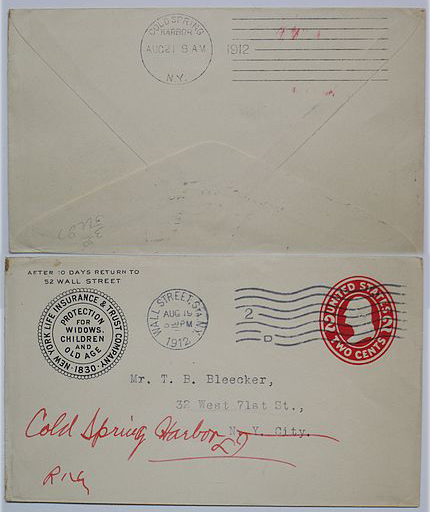 COLD SPRING
HARBOR
AUG 21 9 AM
1912
N.Y.
AFTER 10 DAYS RETURN TO
52 WALL STREET
NEW YORK LIFE INSURANCE & TRUST COMPANY
PROTECTION
FOR
WIDOWS,
CHILDREN
AND
OLD AGE
·1830·
WALL STREET, STA. N.Y.
AUG 19
PM
1912
2
D
UNITED STATES
2 2
TWO CENTS
Mr. T. B. Bleecker,
32 West 71st St.,
N. Y. City.
Cold Spring Harbor